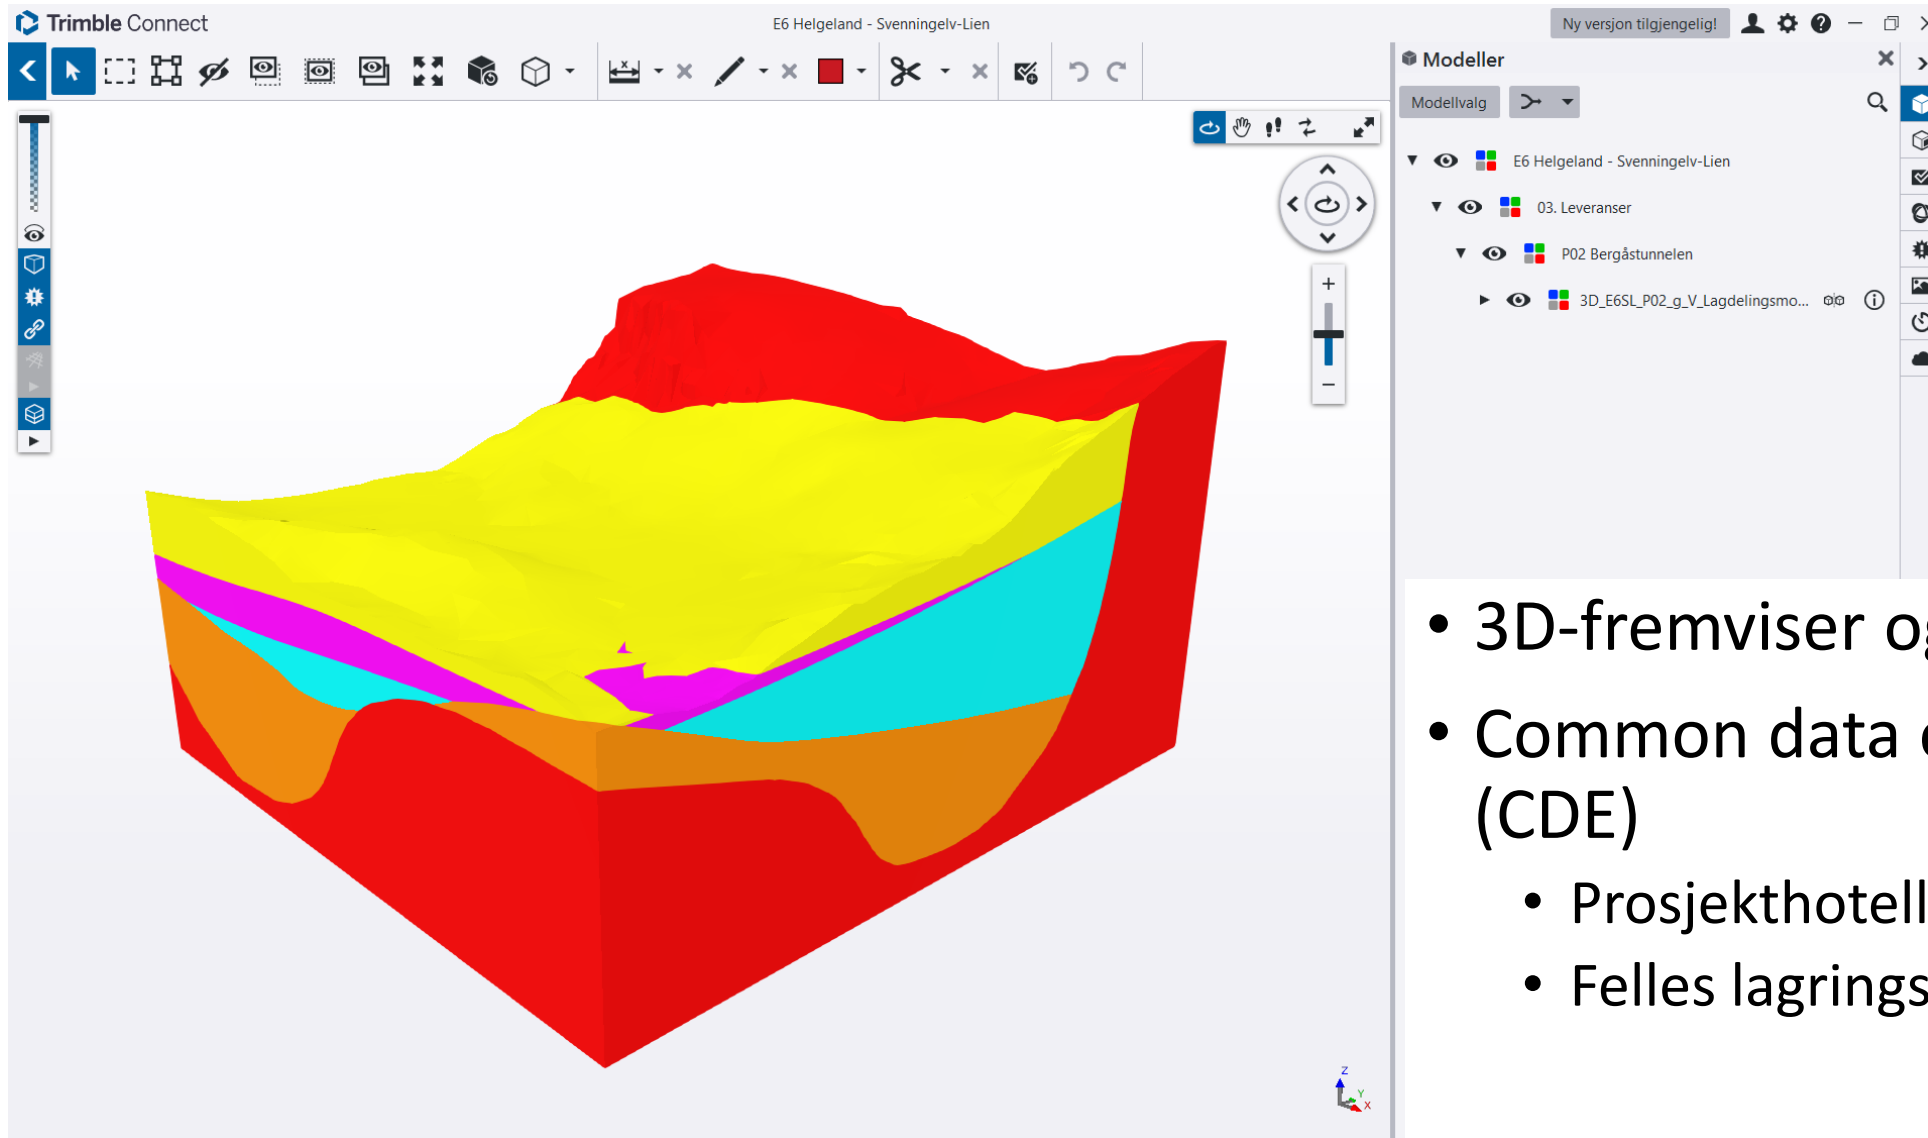 Trimble Connect
E6 Helgeland - Svenningelv-Lien
Ny versjon tilgjengelig!
Modeller
Modellvalg
E6 Helgeland - Svenningelv-Lien
03. Leveranser
P02 Bergåstunnelen
3D_E6SL_P02_g_V_Lagdelingsmo...
• 3D-fremviser
• Common data
(CDE)
• Prosjekthotell
• Felles lagrings
Z
Y
X